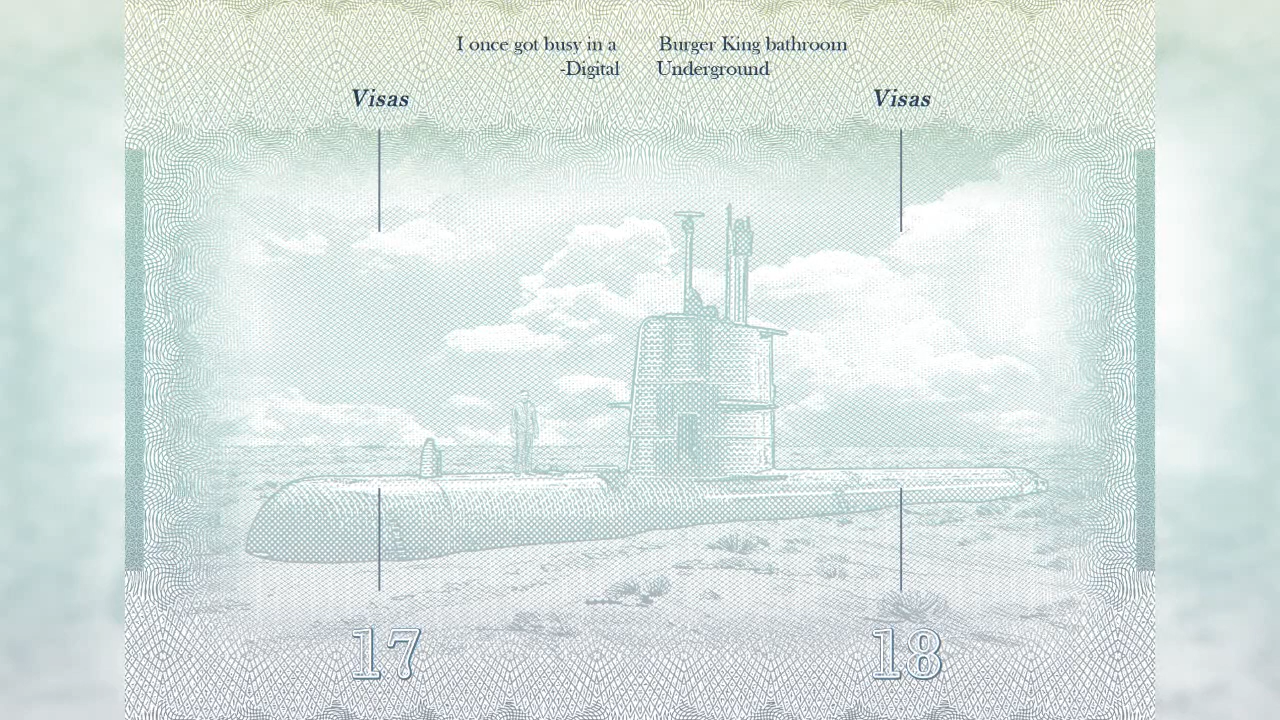 I once got busy in a Burger King bathroom
-Digital Underground
Visas Visas
17 18